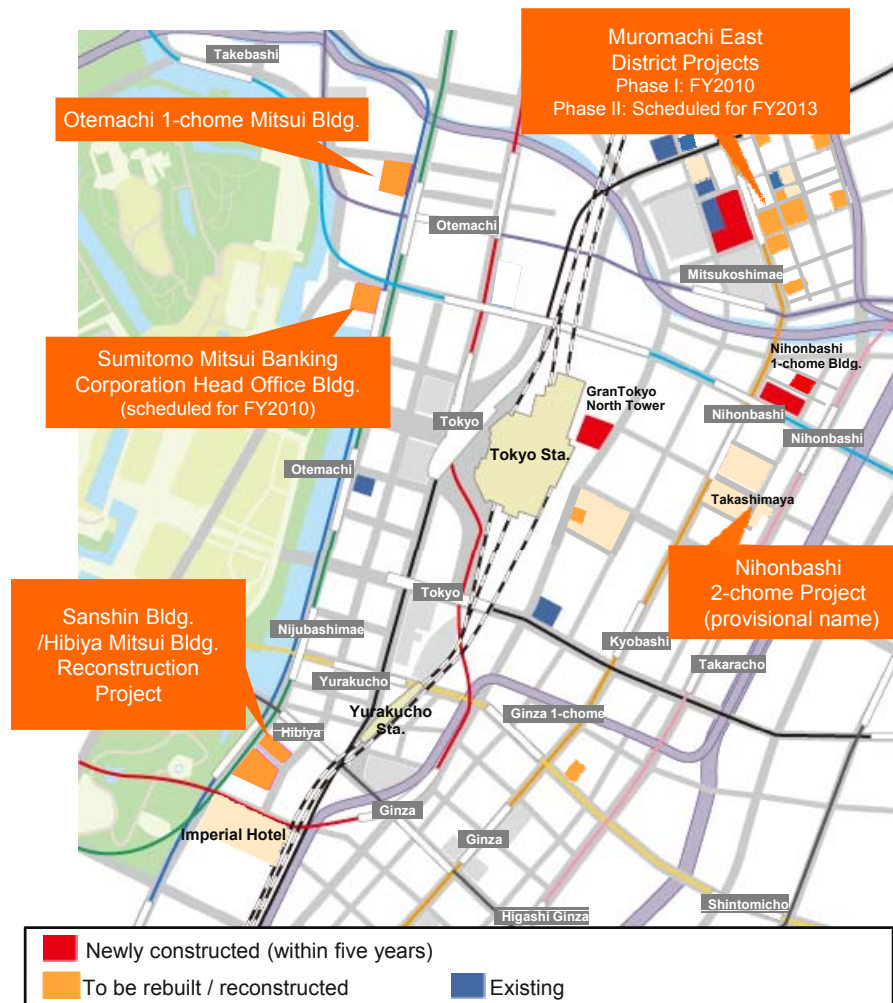 Takebashi
Muromachi East
District Projects
Phase I: FY2010
Phase II: Scheduled for FY2013
Otemachi 1-chome Mitsui Bldg.
Otemachi
Mitsukoshimae
Sumitomo Mitsui Banking
Corporation Head Office Bldg.
(scheduled for FY2010)
Nihonbashi
1-chome Bldg.
GranTokyo
North Tower
Nihonbashi
Tokyo
Nihonbashi
Tokyo Sta.
Otemachi
Takashimaya
Nihonbashi
2-chome Project
(provisional name)
Tokyo
Sanshin Bldg.
/Hibiya Mitsui Bldg.
Reconstruction
Project
Nijubashimae
Kyobashi
Takaracho
Yurakucho
Yurakucho
Sta.
Ginza 1-chome
Hibiya
Ginza
Imperial Hotel
Ginza
Shintomicho
Higashi Ginza
Newly constructed (within five years)
To be rebuilt / reconstructed
Existing